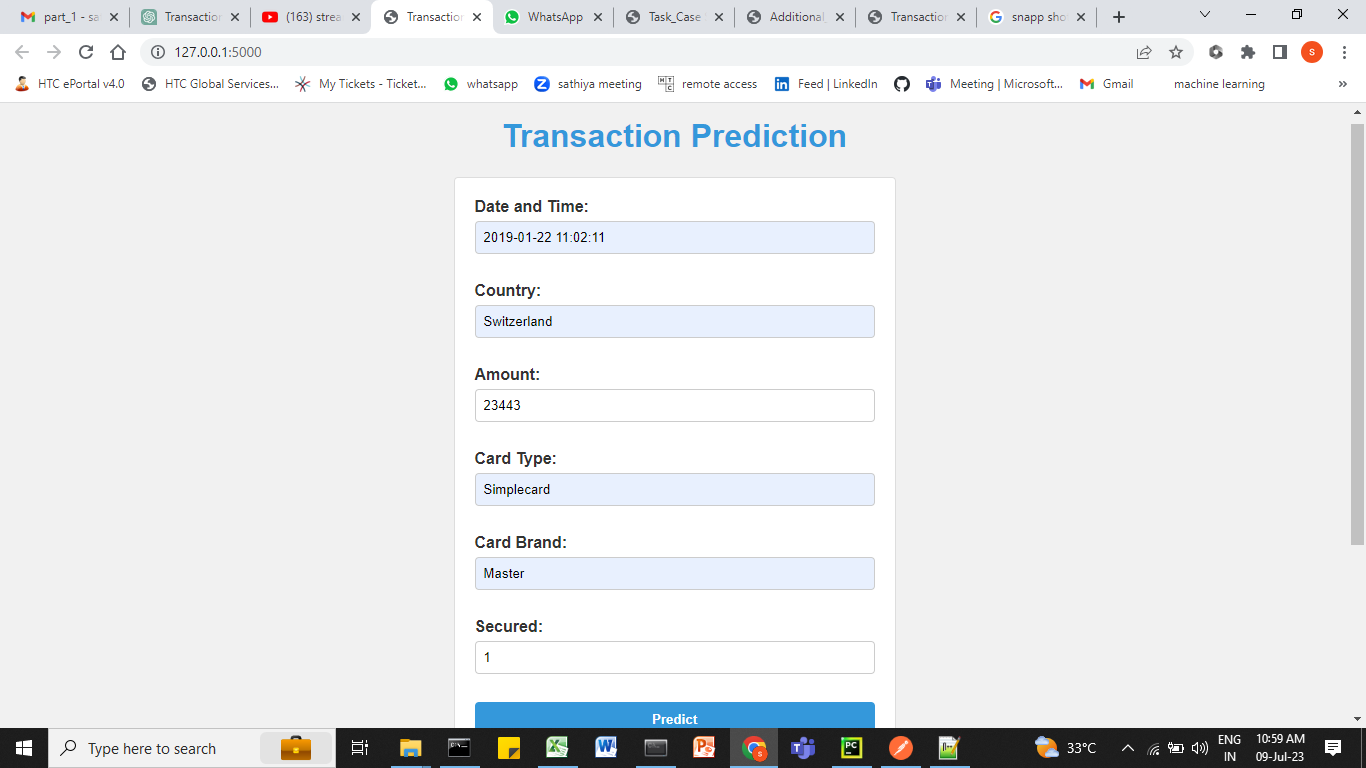 part_1 - sa
Transaction
(163) strea
Transaction
WhatsApp
Task_Case
Additional_
Transaction
snapp sho
127.0.0.1:5000
s
HTC ePortal v4.0
HTC Global Services...
My Tickets - Ticket...
whatsapp
sathiya meeting
remote access
Feed | LinkedIn
Meeting | Microsoft...
Gmail
machine learning
»
Transaction Prediction
Date and Time:
2019-01-22 11:02:11
Country:
Switzerland
Amount:
23443
Card Type:
Simplecard
Card Brand:
Master
Secured:
1
Predict
Type here to search
33°C
ENG
IN
10:59 AM
09-Jul-23